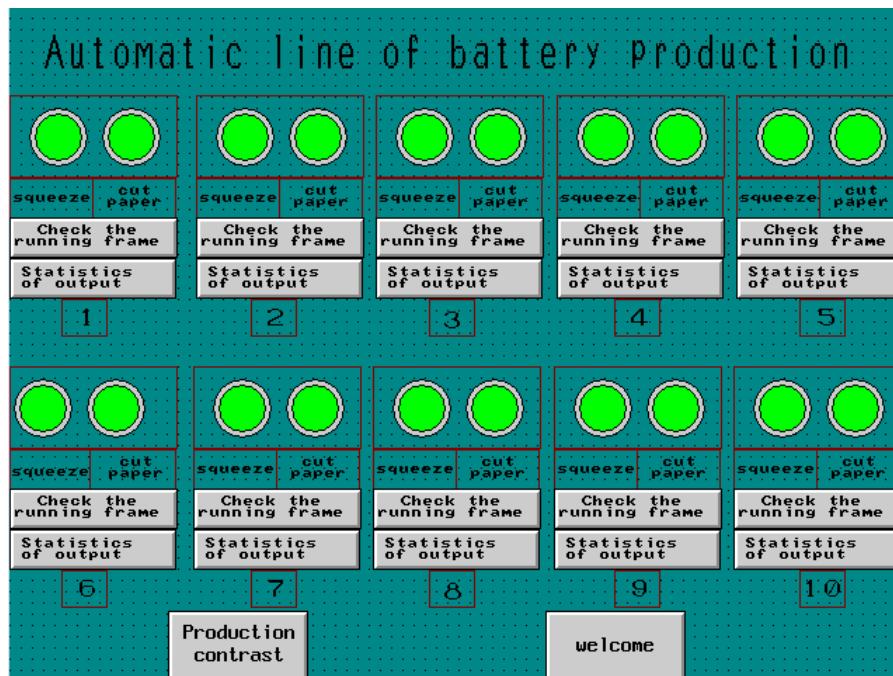 Automatic line of battery production
squeeze cut paper squeeze cut paper squeeze cut paper squeeze cut paper squeeze cut paper
Check the running frame Check the running frame Check the running frame Check the running frame Check the running frame
Statistics of output Statistics of output Statistics of output Statistics of output Statistics of output
1 2 3 4 5
squeeze cut paper squeeze cut paper squeeze cut paper squeeze cut paper squeeze cut paper
Check the running frame Check the running frame Check the running frame Check the running frame Check the running frame
Statistics of output Statistics of output Statistics of output Statistics of output Statistics of output
6 7 8 9 10
Production contrast welcome